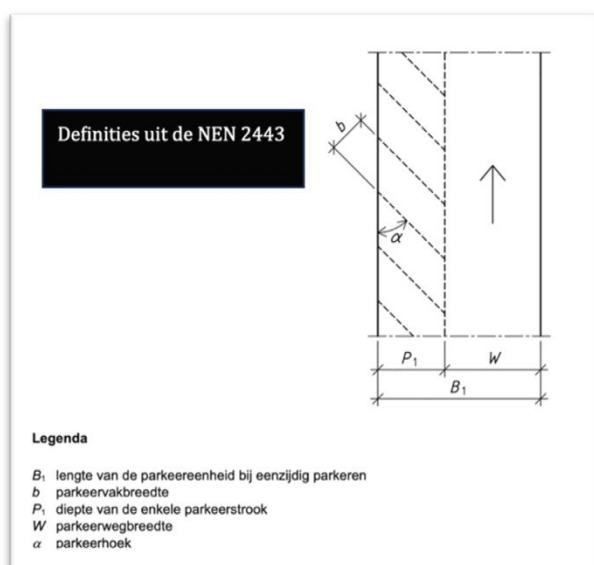 Definities uit de NEN 2443
b
α
P₁
W
B₁
Legenda
B₁ lengte van de parkeereenheid bij eenzijdig parkeren
b parkeervakbreedte
P₁ diepte van de enkele parkeerstrook
W parkeerwegbreedte
α parkeerhoek